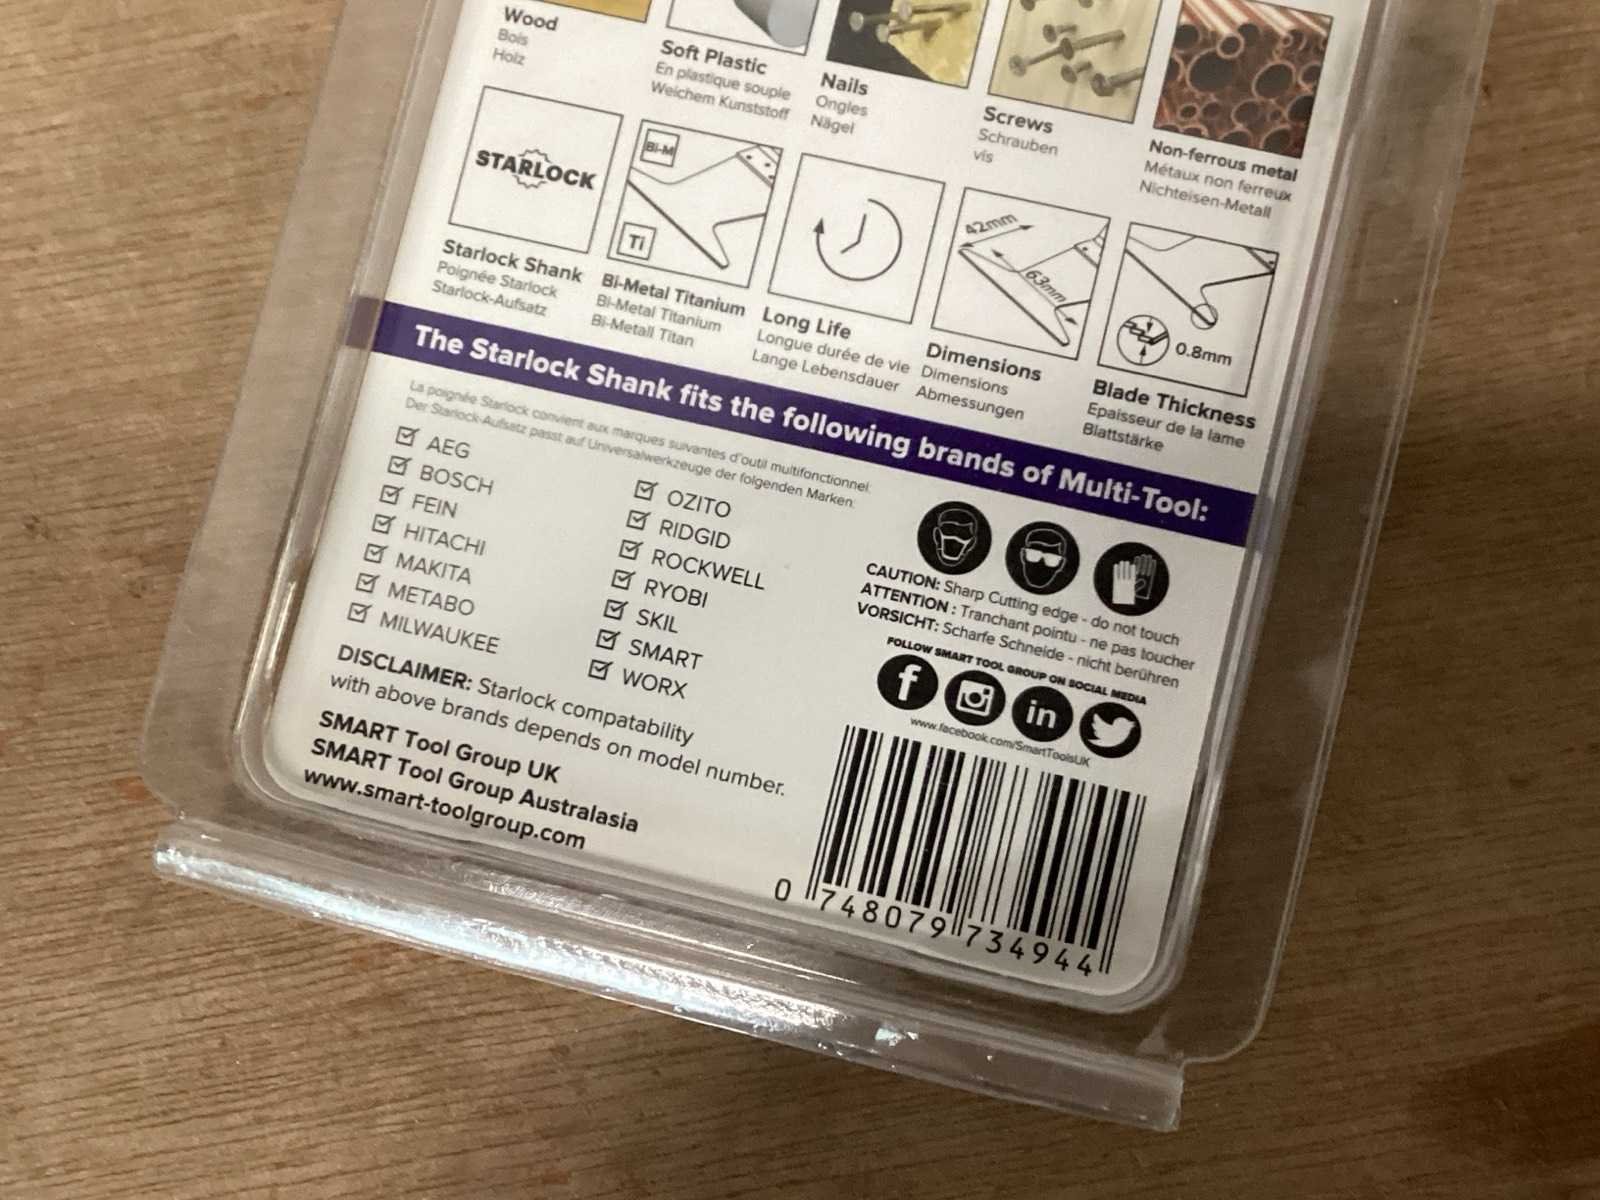 Wood
Bois
Holz
Soft Plastic
En plastique souple
Weichem Kunststoff
Nails
Ongles
Nägel
Screws
Schrauben
vis
Non-ferrous metal
Métaux non ferreux
Nichteisen-Metall
STARLOCK
Starlock Shank
Poignée Starlock
Starlock-Aufsatz
Bi-M
Ti
Bi-Metal Titanium
Bi-Metal Titanium
Bi-Metall Titan
Long Life
Longue durée de vie
Lange Lebensdauer
42mm
63mm
Dimensions
Dimensions
Abmessungen
0.8mm
Blade Thickness
Epaisseur de la lame
Blattstärke
The Starlock Shank fits the following brands of Multi-Tool:
La poignée Starlock convient aux marques suivantes d'outil multifonctionnel:
Der Starlock-Aufsatz passt auf Universalwerkzeuge der folgenden Marken:
AEG
BOSCH
FEIN
HITACHI
MAKITA
METABO
MILWAUKEE
OZITO
RIDGID
ROCKWELL
RYOBI
SKIL
SMART
WORX
DISCLAIMER: Starlock compatability
with above brands depends on model number.
SMART Tool Group UK
SMART Tool Group Australasia
www.smart-toolgroup.com
CAUTION: Sharp Cutting edge - do not touch
ATTENTION : Tranchant pointu - ne pas toucher
VORSICHT: Scharfe Schneide - nicht berühren
FOLLOW SMART TOOL GROUP ON SOCIAL MEDIA
f
in
www.facebook.com/SmartToolsUK
0 748079 734944